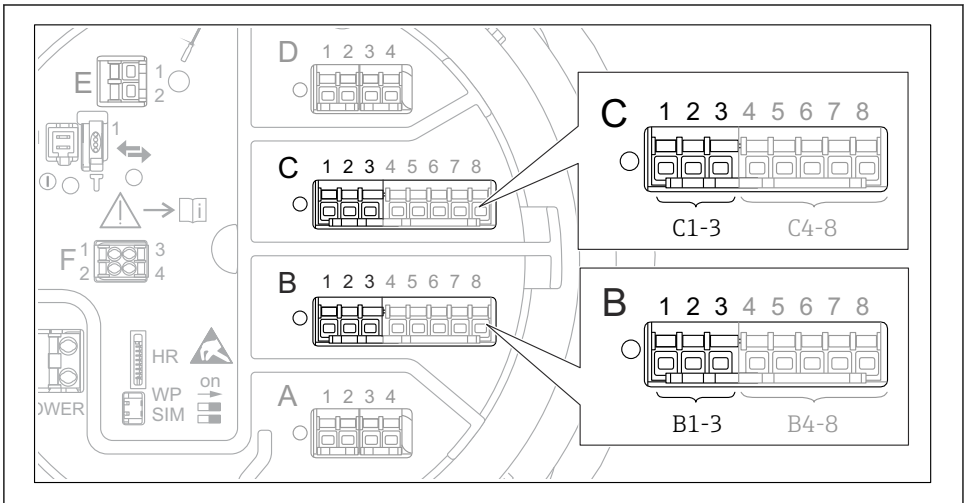 D 1 2 3 4
E 1
2
1
C 1 2 3 4 5 6 7 8
C 1 2 3 4 5 6 7 8
C1-3 C4-8
i
F 1 3
2 4
B 1 2 3 4 5 6 7 8
B 1 2 3 4 5 6 7 8
B1-3 B4-8
HR
WP on
SIM
OWER
A 1 2 3 4